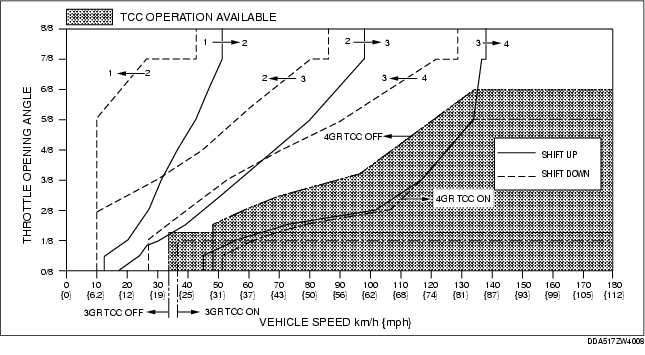 TCC OPERATION AVAILABLE
8/8
7/8
6/8
5/8
4/8
3/8
2/8
1/8
0/8
THROTTLE OPENING ANGLE
1 2
2 3
3 4
1 2
2 3
3 4
4GR TCC OFF
SHIFT UP
SHIFT DOWN
4GR TCC ON
0 10 20 30 40 50 60 70 80 90 100 110 120 130 140 150 160 170 180
{0} {6.2} {12} {19} {25} {31} {37} {43} {50} {56} {62} {68} {74} {81} {87} {93} {99} {105} {112}
3GR TCC OFF 3GR TCC ON
VEHICLE SPEED km/h {mph}
DDA517ZW4009